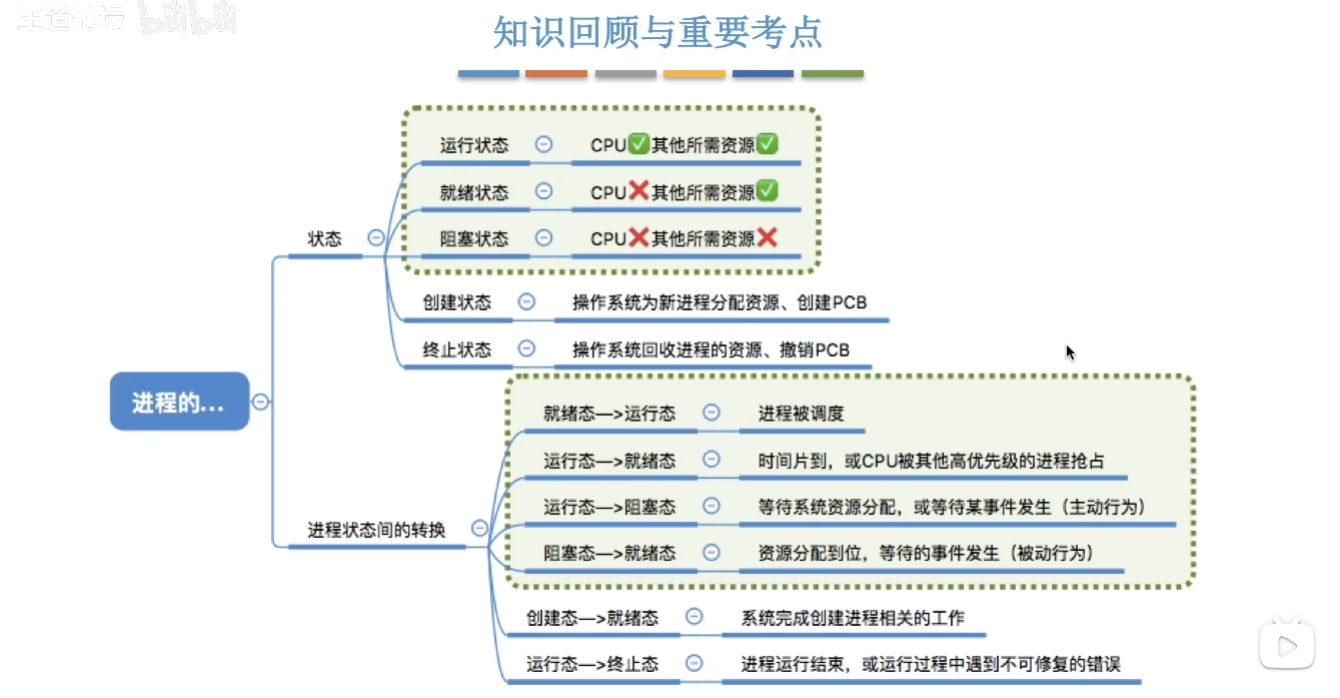 王道论坛 bilibili
知识回顾与重要考点
运行状态 CPU✅其他所需资源✅
就绪状态 CPU❌其他所需资源✅
状态
阻塞状态 CPU❌其他所需资源❌
创建状态 操作系统为新进程分配资源、创建PCB
终止状态 操作系统回收进程的资源、撤销PCB
进程的...
就绪态—>运行态 进程被调度
运行态—>就绪态 时间片到，或CPU被其他高优先级的进程抢占
运行态—>阻塞态 等待系统资源分配，或等待某事件发生（主动行为）
进程状态间的转换
阻塞态—>就绪态 资源分配到位，等待的事件发生（被动行为）
创建态—>就绪态 系统完成创建进程相关的工作
运行态—>终止态 进程运行结束，或运行过程中遇到不可修复的错误